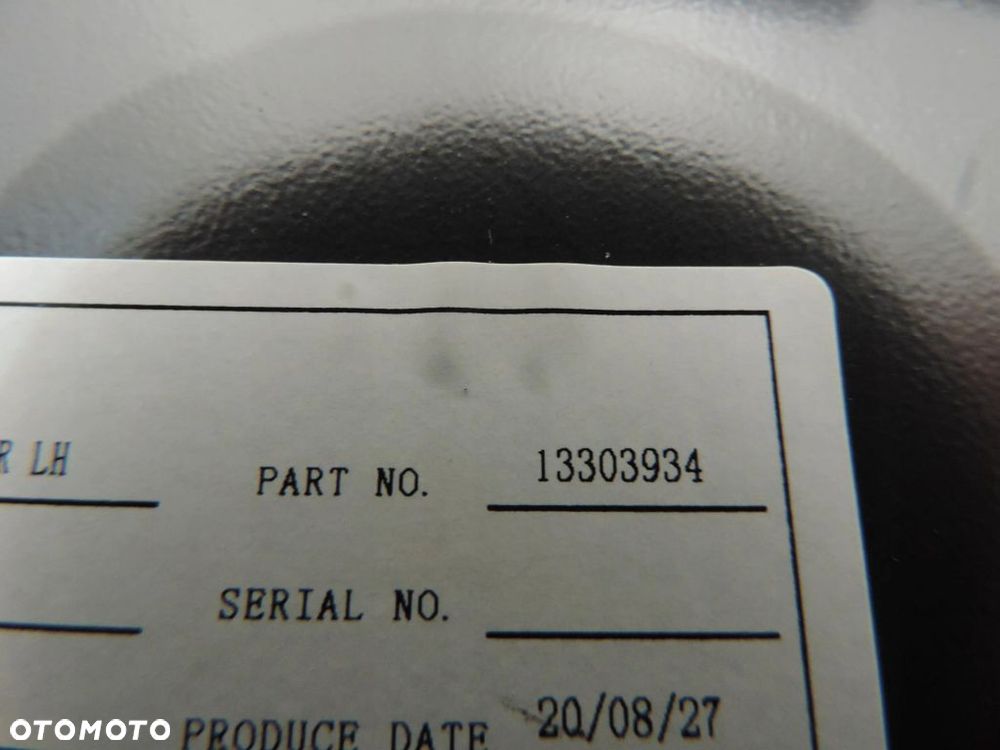 R LH PART NO. 13303934
SERIAL NO.
PRODUCE DATE 20/08/27
OTOMOTO